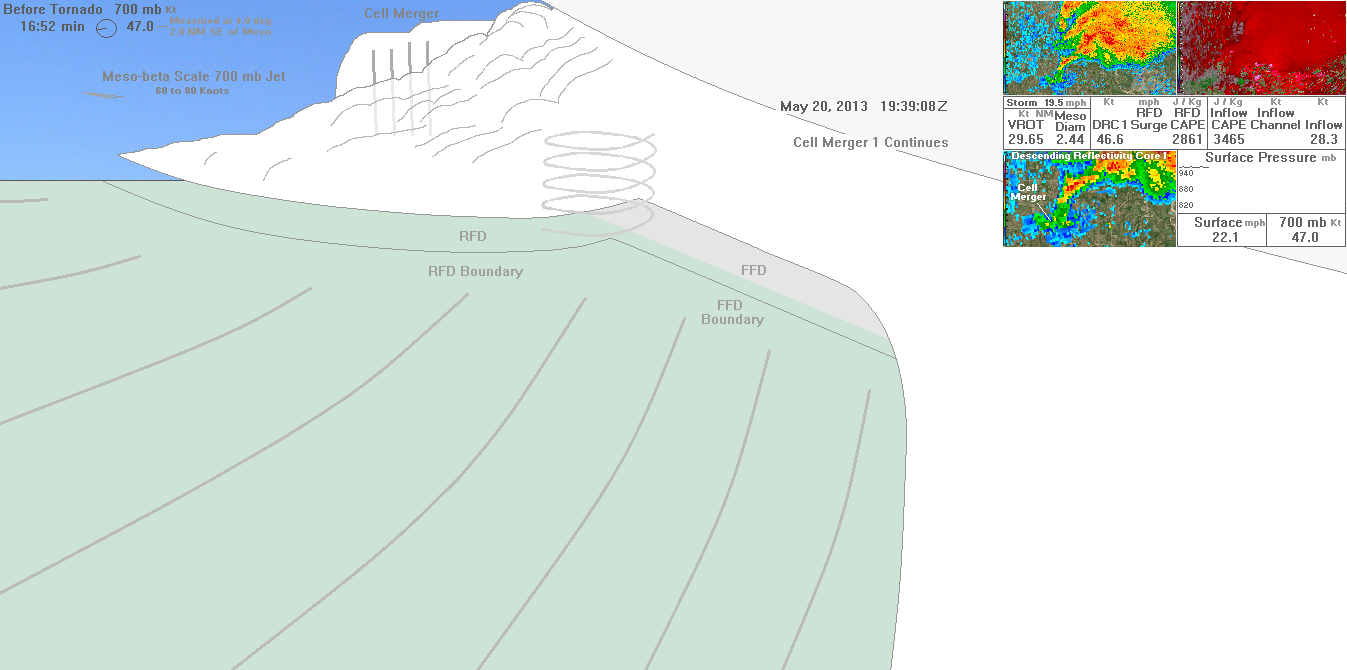 Before Tornado 700 mb Kt
16:52 min 47.0
Measured at 4.0 deg
2.0 NM SE of Meso
Cell Merger
Meso-beta Scale 700 mb Jet
60 to 80 Knots
May 20, 2013 19:39:08Z
Cell Merger 1 Continues
RFD
RFD Boundary
FFD
FFD
Boundary
Storm 19.5 mph
Kt NM
VROT Meso Diam
29.65 2.44
Kt mph J / Kg
DRC 1 RFD Surge RFD CAPE
46.6 2861
J / Kg Kt Kt
Inflow CAPE Inflow Channel Inflow
3465 28.3
Descending Reflectivity Core 1
Cell
Merger
Surface Pressure mb
940
880
820
Surface mph 700 mb Kt
22.1 47.0